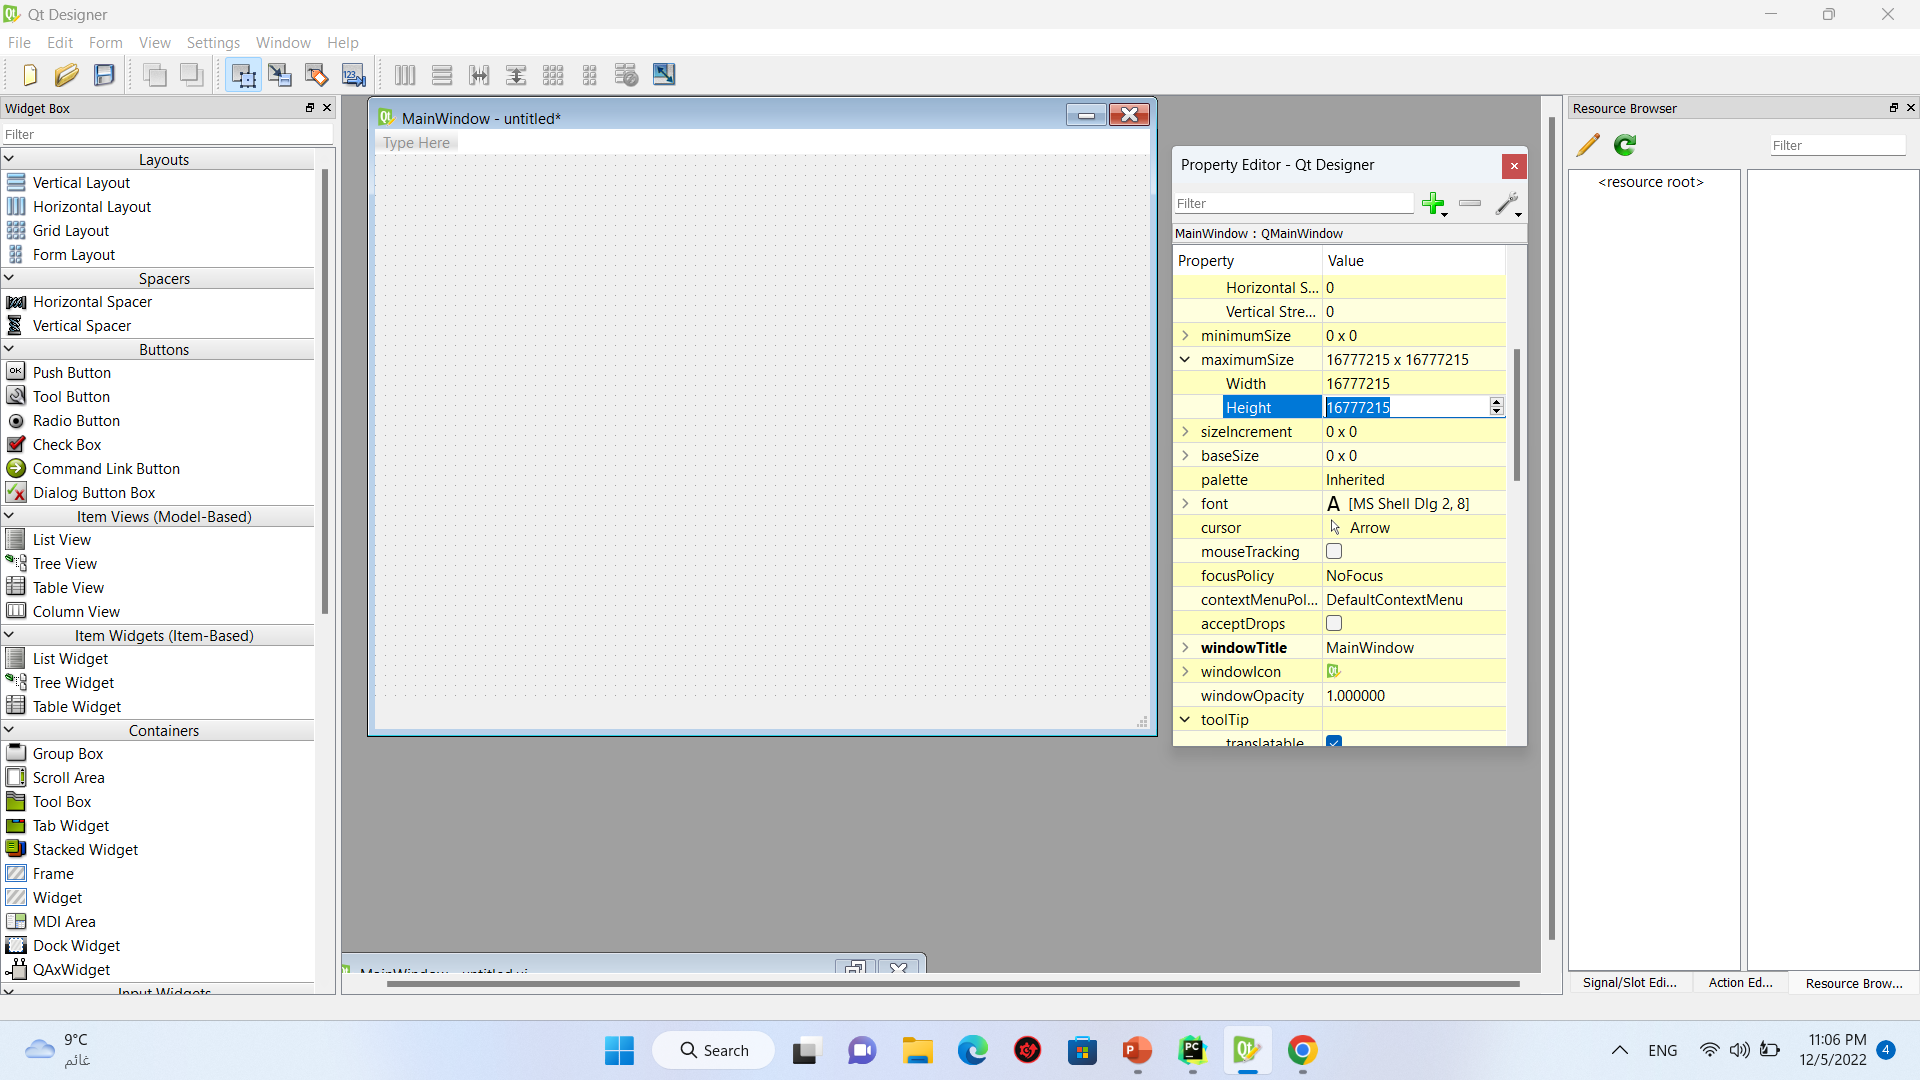 Qt Designer
File Edit Form View Settings Window Help
Widget Box
Filter
Layouts
Vertical Layout
Horizontal Layout
Grid Layout
Form Layout
Spacers
Horizontal Spacer
Vertical Spacer
Buttons
Push Button
Tool Button
Radio Button
Check Box
Command Link Button
Dialog Button Box
Item Views (Model-Based)
List View
Tree View
Table View
Column View
Item Widgets (Item-Based)
List Widget
Tree Widget
Table Widget
Containers
Group Box
Scroll Area
Tool Box
Tab Widget
Stacked Widget
Frame
Widget
MDI Area
Dock Widget
QAxWidget
Input Widgets
MainWindow - untitled*
Type Here
MainWindow - untitled.ui
Property Editor - Qt Designer
Filter
MainWindow : QMainWindow
Property Value
Horizontal S... 0
Vertical Stre... 0
minimumSize 0 x 0
maximumSize 16777215 x 16777215
Width 16777215
Height 16777215
sizeIncrement 0 x 0
baseSize 0 x 0
palette Inherited
font A [MS Shell Dlg 2, 8]
cursor Arrow
mouseTracking
focusPolicy NoFocus
contextMenuPol... DefaultContextMenu
acceptDrops
windowTitle MainWindow
windowIcon
windowOpacity 1.000000
toolTip
translatable
Resource Browser
Filter
<resource root>
Signal/Slot Edi... Action Ed... Resource Brow...
9°C
غائم
Search
ENG
11:06 PM
12/5/2022
4